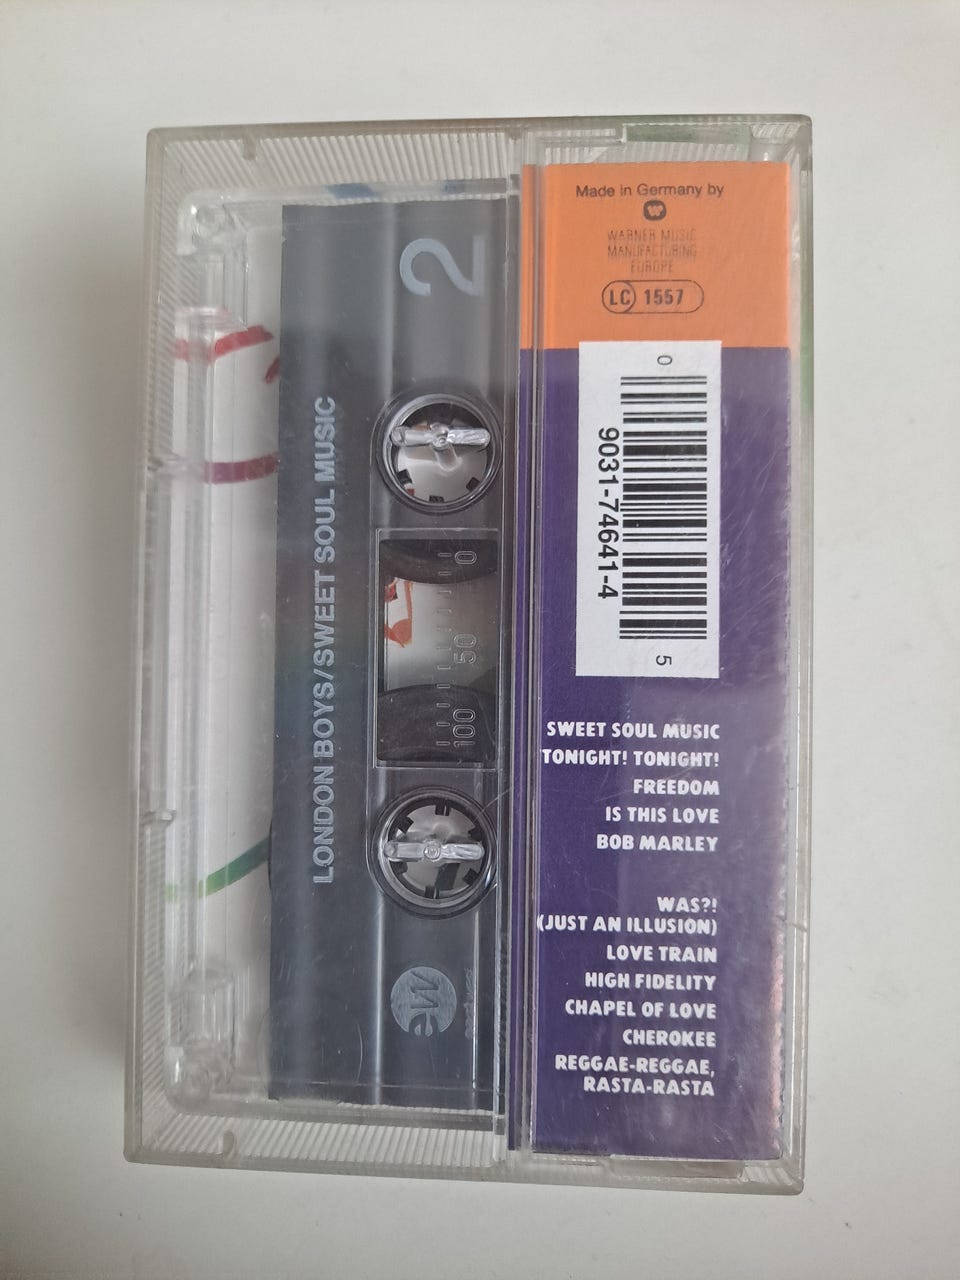 Made in Germany by
WARNER MUSIC
MANUFACTURING
EUROPE
LC 1557
0
9031-74641-4
5
SWEET SOUL MUSIC
TONIGHT! TONIGHT!
FREEDOM
IS THIS LOVE
BOB MARLEY
WAS?!
(JUST AN ILLUSION)
LOVE TRAIN
HIGH FIDELITY
CHAPEL OF LOVE
CHEROKEE
REGGAE-REGGAE,
RASTA-RASTA
2
LONDON BOYS/SWEET SOUL MUSIC
0
50
100